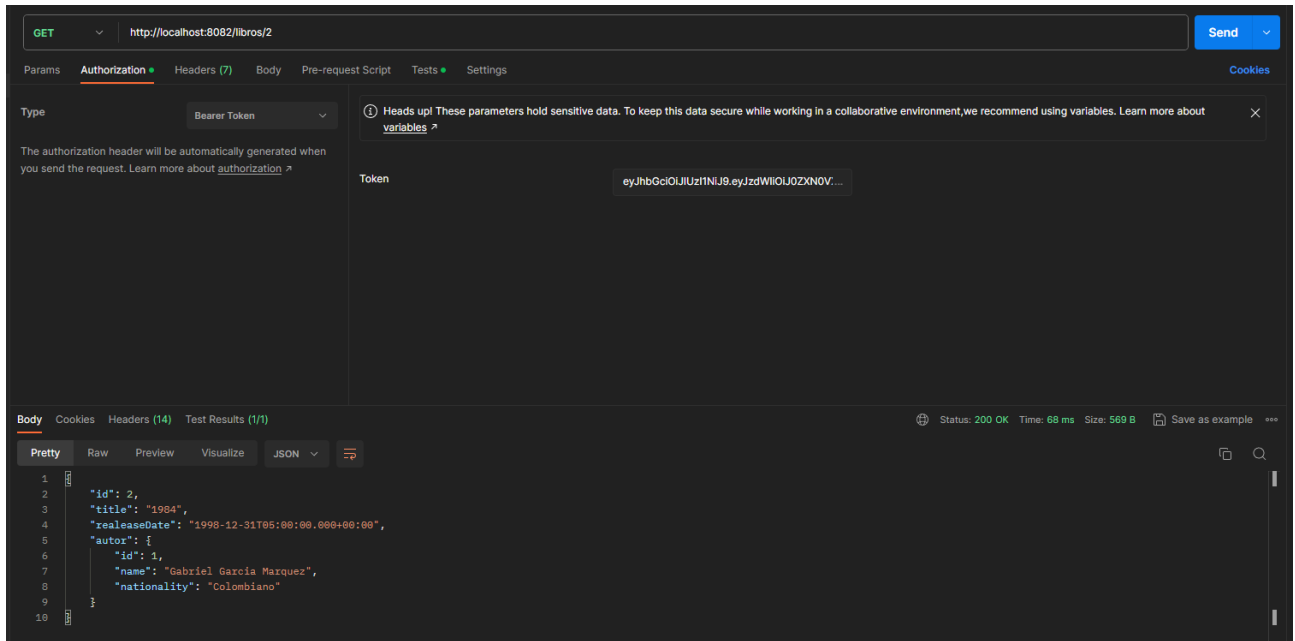 GET http://localhost:8082/libros/2 Send
Params Authorization Headers (7) Body Pre-request Script Tests Settings Cookies
Type Bearer Token
The authorization header will be automatically generated when
you send the request. Learn more about authorization ↗
Heads up! These parameters hold sensitive data. To keep this data secure while working in a collaborative environment,we recommend using variables. Learn more about
variables ↗
Token eyJhbGciOiJIUzI1NiJ9.eyJzdWIiOiJ0ZXN0V....
Body Cookies Headers (14) Test Results (1/1) Status: 200 OK Time: 68 ms Size: 569 B Save as example
Pretty Raw Preview Visualize JSON
1 {
2 "id": 2,
3 "title": "1984",
4 "realeaseDate": "1998-12-31T05:00:00.000+00:00",
5 "autor": {
6 "id": 1,
7 "name": "Gabriel Garcia Marquez",
8 "nationality": "Colombiano"
9 }
10 }